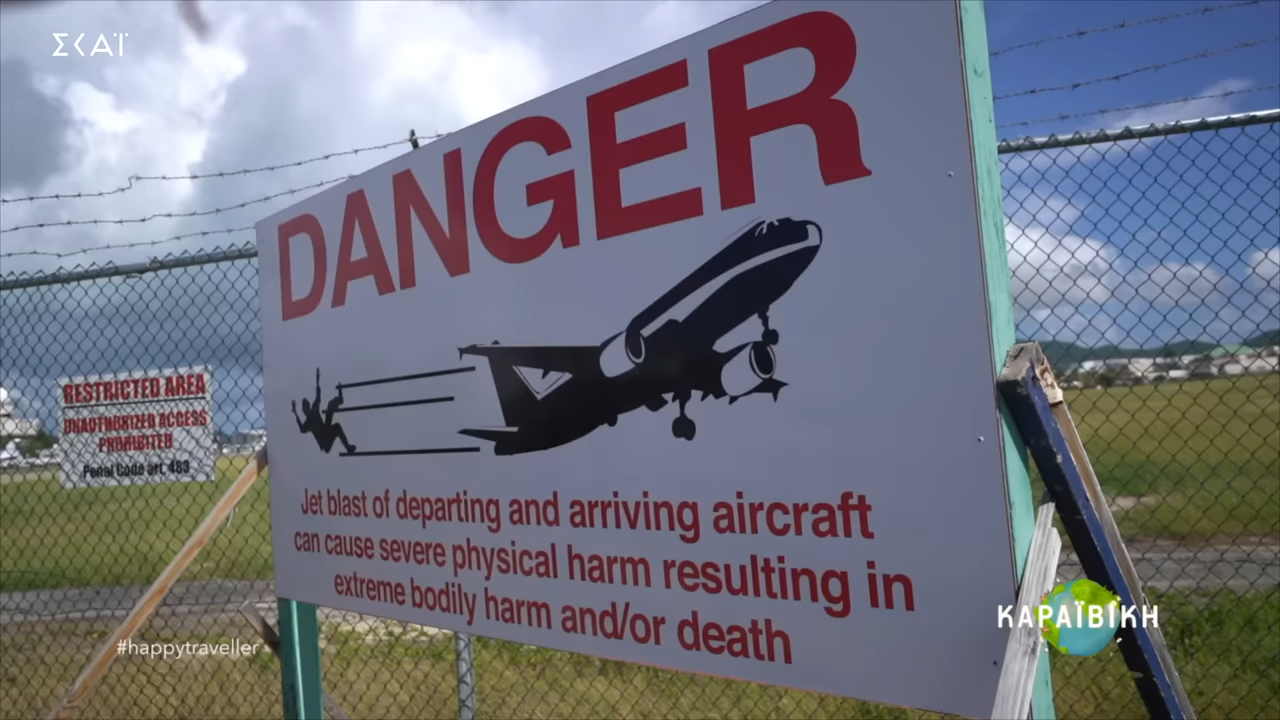 ΣΚΑΪ
DANGER
RESTRICTED AREA
UNAUTHORIZED ACCESS
PROHIBITED
Penal Code art. 483
Jet blast of departing and arriving aircraft
can cause severe physical harm resulting in
extreme bodily harm and/or death
ΚΑΡΑΪΒΙΚΗ
#happytraveller